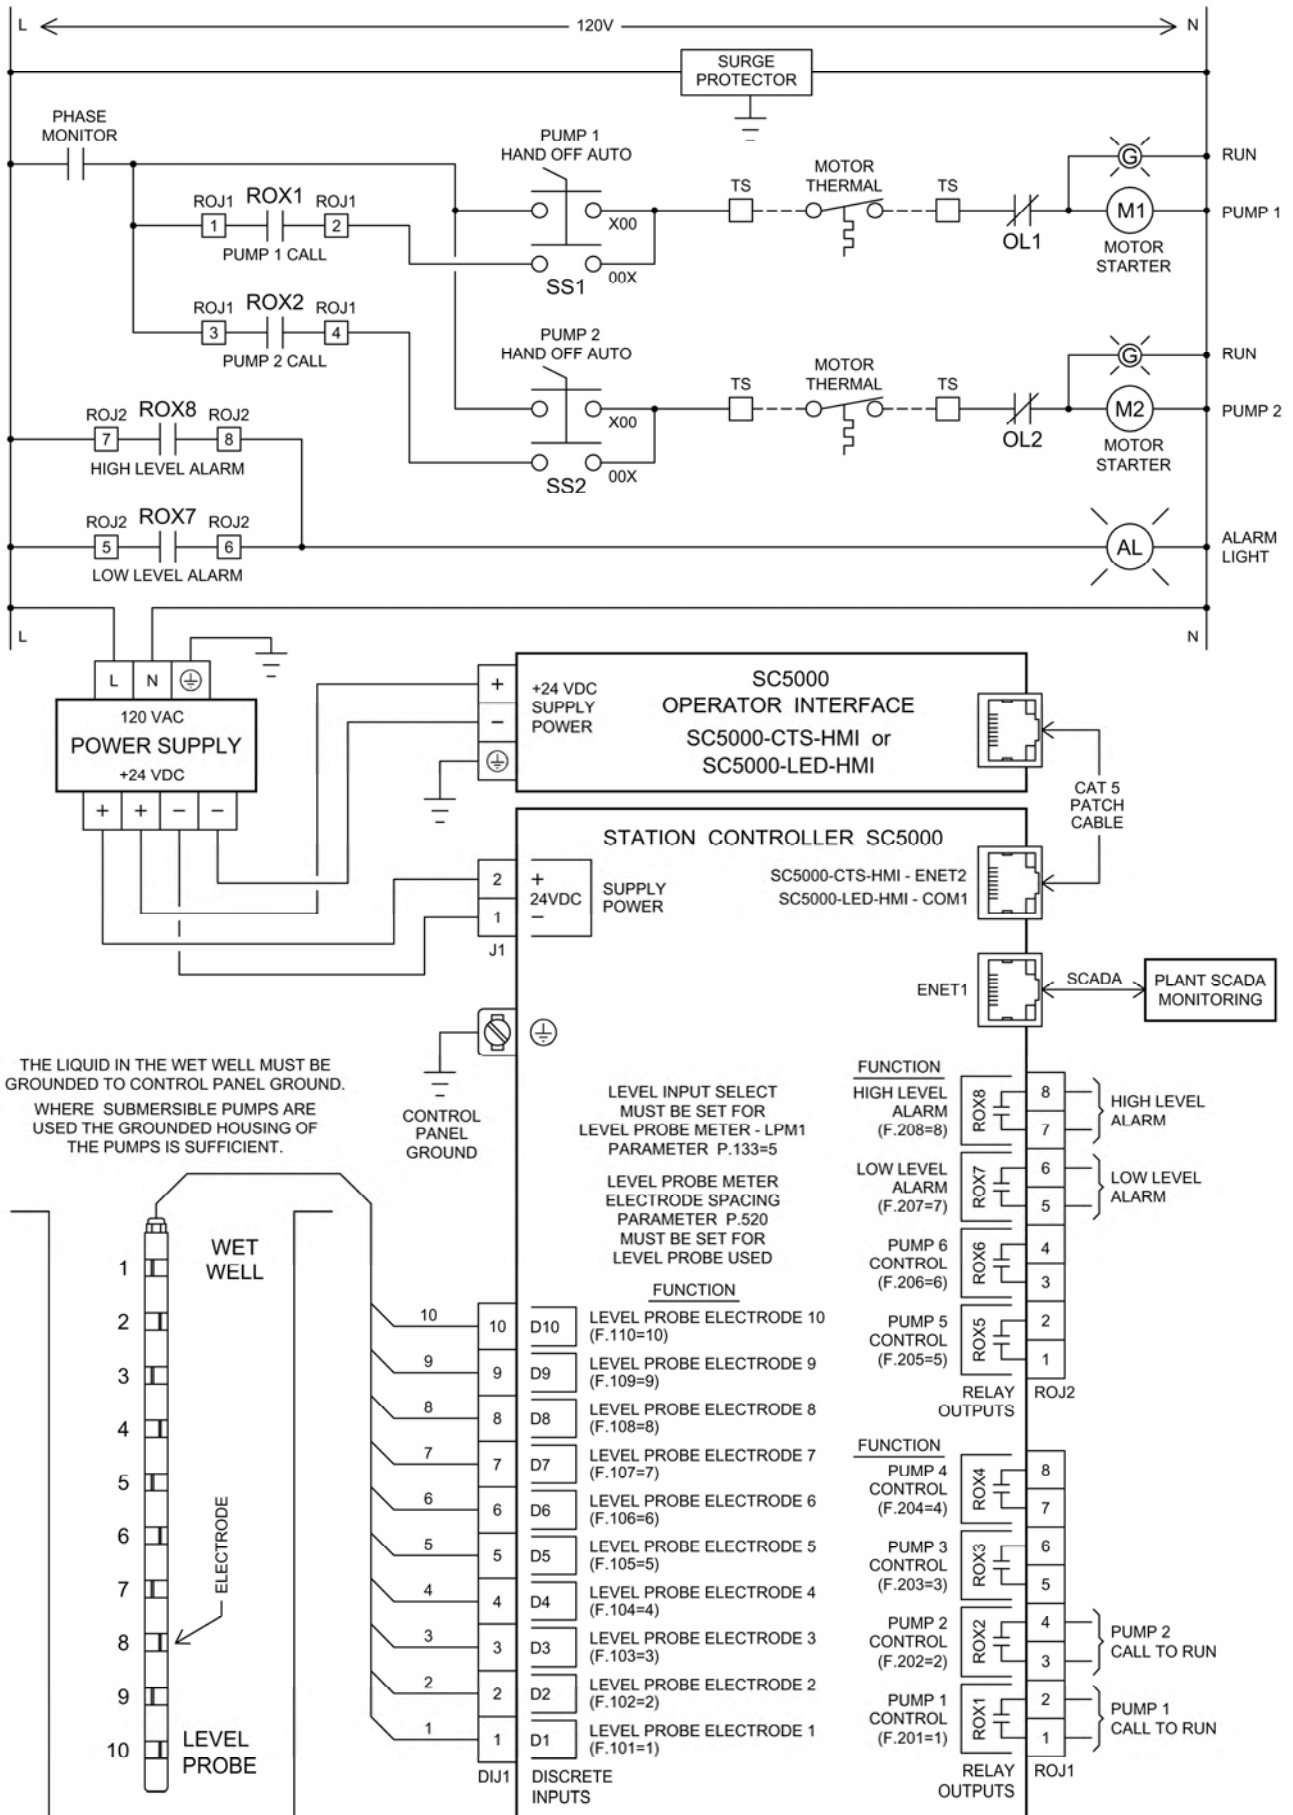 L
120V
N
SURGE
PROTECTOR
PHASE
MONITOR
PUMP 1
HAND OFF AUTO
X00
00X
SS1
TS
MOTOR
THERMAL
TS
OL1
G
RUN
M1
PUMP 1
MOTOR
STARTER
ROJ1 ROX1 ROJ1
1 2
PUMP 1 CALL
ROJ1 ROX2 ROJ1
3 4
PUMP 2 CALL
PUMP 2
HAND OFF AUTO
X00
00X
SS2
TS
MOTOR
THERMAL
TS
OL2
G
RUN
M2
PUMP 2
MOTOR
STARTER
ROJ2 ROX8 ROJ2
7 8
HIGH LEVEL ALARM
ROJ2 ROX7 ROJ2
5 6
LOW LEVEL ALARM
AL
ALARM
LIGHT
L
N
L N
120 VAC
POWER SUPPLY
+24 VDC
+ + – –
+
–
+24 VDC
SUPPLY
POWER
SC5000
OPERATOR INTERFACE
SC5000-CTS-HMI or
SC5000-LED-HMI
CAT 5
PATCH
CABLE
STATION CONTROLLER SC5000
2
1
J1
+
24VDC
–
SUPPLY
POWER
SC5000-CTS-HMI - ENET2
SC5000-LED-HMI - COM1
ENET1
SCADA
PLANT SCADA
MONITORING
CONTROL
PANEL
GROUND
THE LIQUID IN THE WET WELL MUST BE
GROUNDED TO CONTROL PANEL GROUND.
WHERE SUBMERSIBLE PUMPS ARE
USED THE GROUNDED HOUSING OF
THE PUMPS IS SUFFICIENT.
LEVEL INPUT SELECT
MUST BE SET FOR
LEVEL PROBE METER - LPM1
PARAMETER P.133=5
LEVEL PROBE METER
ELECTRODE SPACING
PARAMETER P.520
MUST BE SET FOR
LEVEL PROBE USED
WET
WELL
1
2
3
4
5
6
7
8
9
10
ELECTRODE
LEVEL
PROBE
FUNCTION
10 10 D10 LEVEL PROBE ELECTRODE 10
(F.110=10)
9 9 D9 LEVEL PROBE ELECTRODE 9
(F.109=9)
8 8 D8 LEVEL PROBE ELECTRODE 8
(F.108=8)
7 7 D7 LEVEL PROBE ELECTRODE 7
(F.107=7)
6 6 D6 LEVEL PROBE ELECTRODE 6
(F.106=6)
5 5 D5 LEVEL PROBE ELECTRODE 5
(F.105=5)
4 4 D4 LEVEL PROBE ELECTRODE 4
(F.104=4)
3 3 D3 LEVEL PROBE ELECTRODE 3
(F.103=3)
2 2 D2 LEVEL PROBE ELECTRODE 2
(F.102=2)
1 1 D1 LEVEL PROBE ELECTRODE 1
(F.101=1)
DIJ1 DISCRETE
INPUTS
FUNCTION
HIGH LEVEL
ALARM
(F.208=8)
ROX8
8
7
HIGH LEVEL
ALARM
LOW LEVEL
ALARM
(F.207=7)
ROX7
6
5
LOW LEVEL
ALARM
PUMP 6
CONTROL
(F.206=6)
ROX6
4
3
PUMP 5
CONTROL
(F.205=5)
ROX5
2
1
RELAY
OUTPUTS
ROJ2
FUNCTION
PUMP 4
CONTROL
(F.204=4)
ROX4
8
7
PUMP 3
CONTROL
(F.203=3)
ROX3
6
5
PUMP 2
CONTROL
(F.202=2)
ROX2
4
3
PUMP 2
CALL TO RUN
PUMP 1
CONTROL
(F.201=1)
ROX1
2
1
PUMP 1
CALL TO RUN
RELAY
OUTPUTS
ROJ1